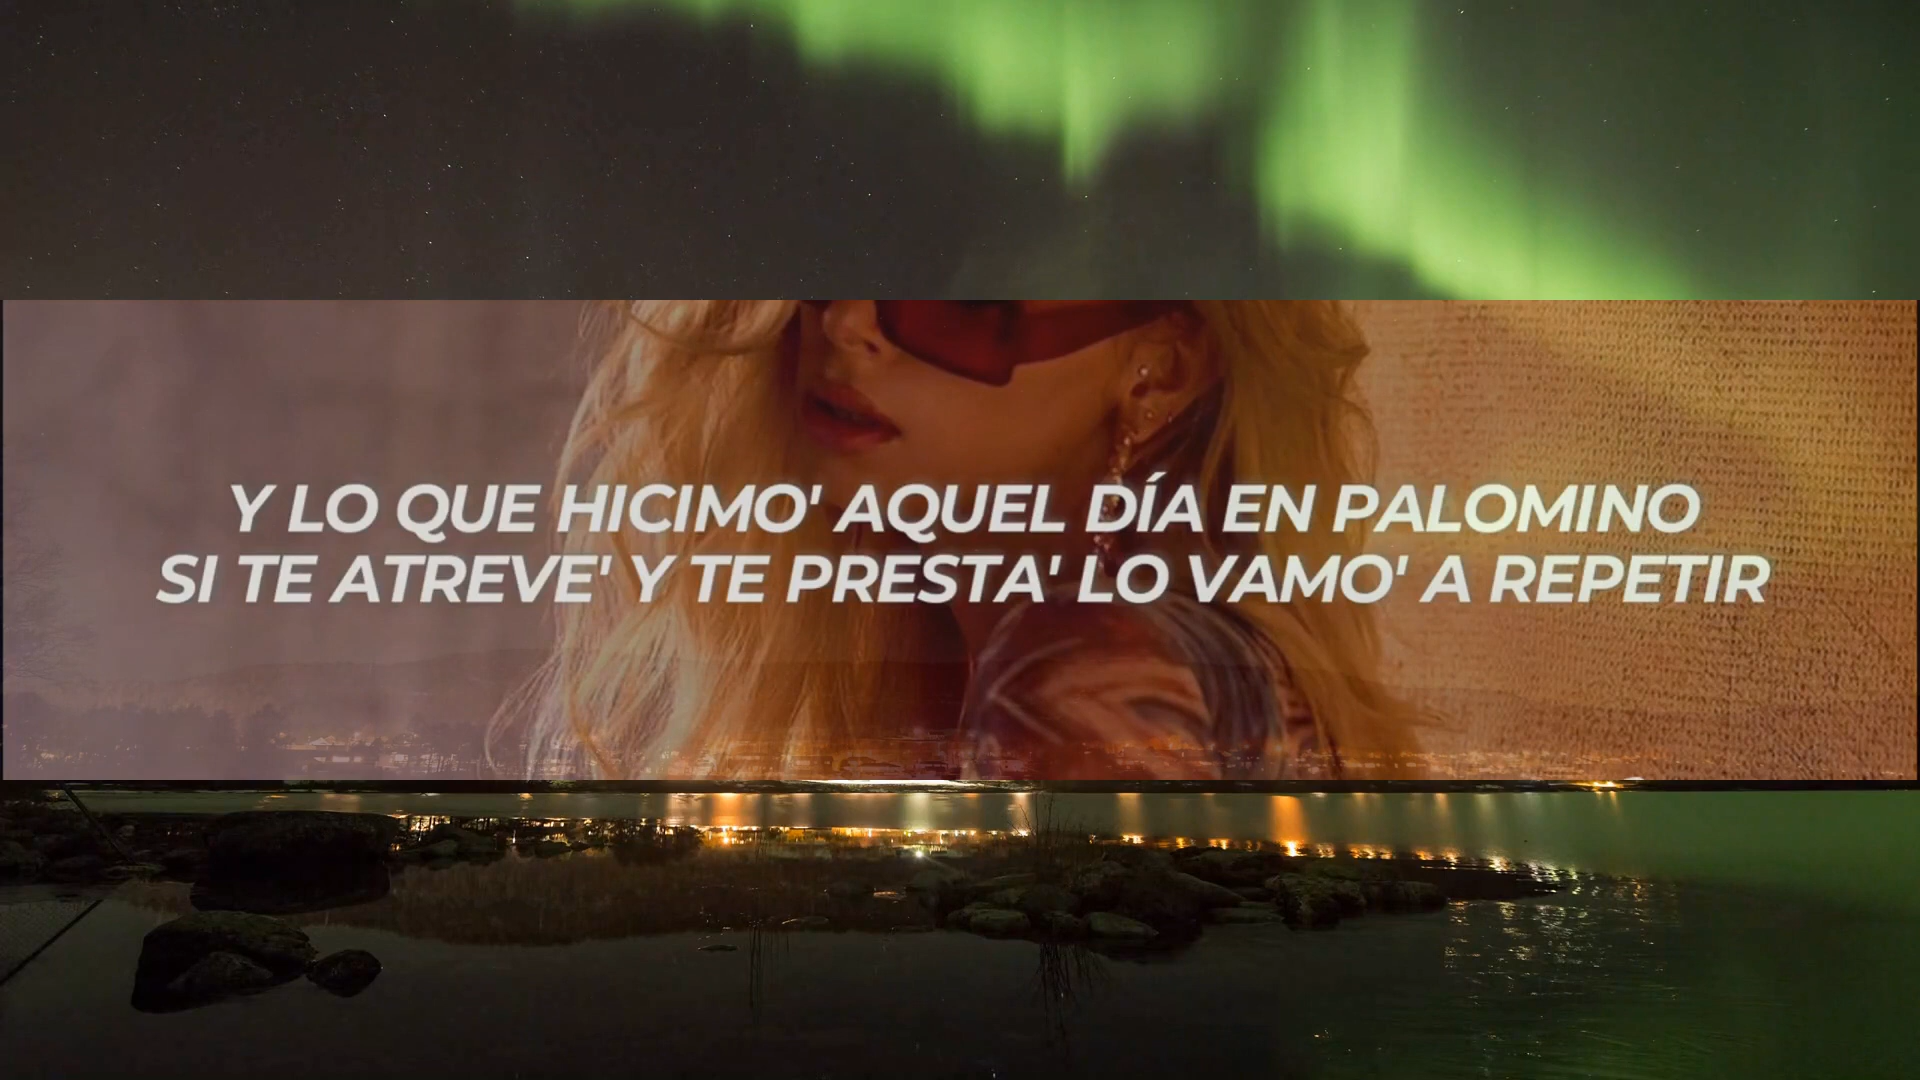 Y LO QUE HICIMO' AQUEL DÍA EN PALOMINO
SI TE ATREVE' Y TE PRESTA' LO VAMO' A REPETIR